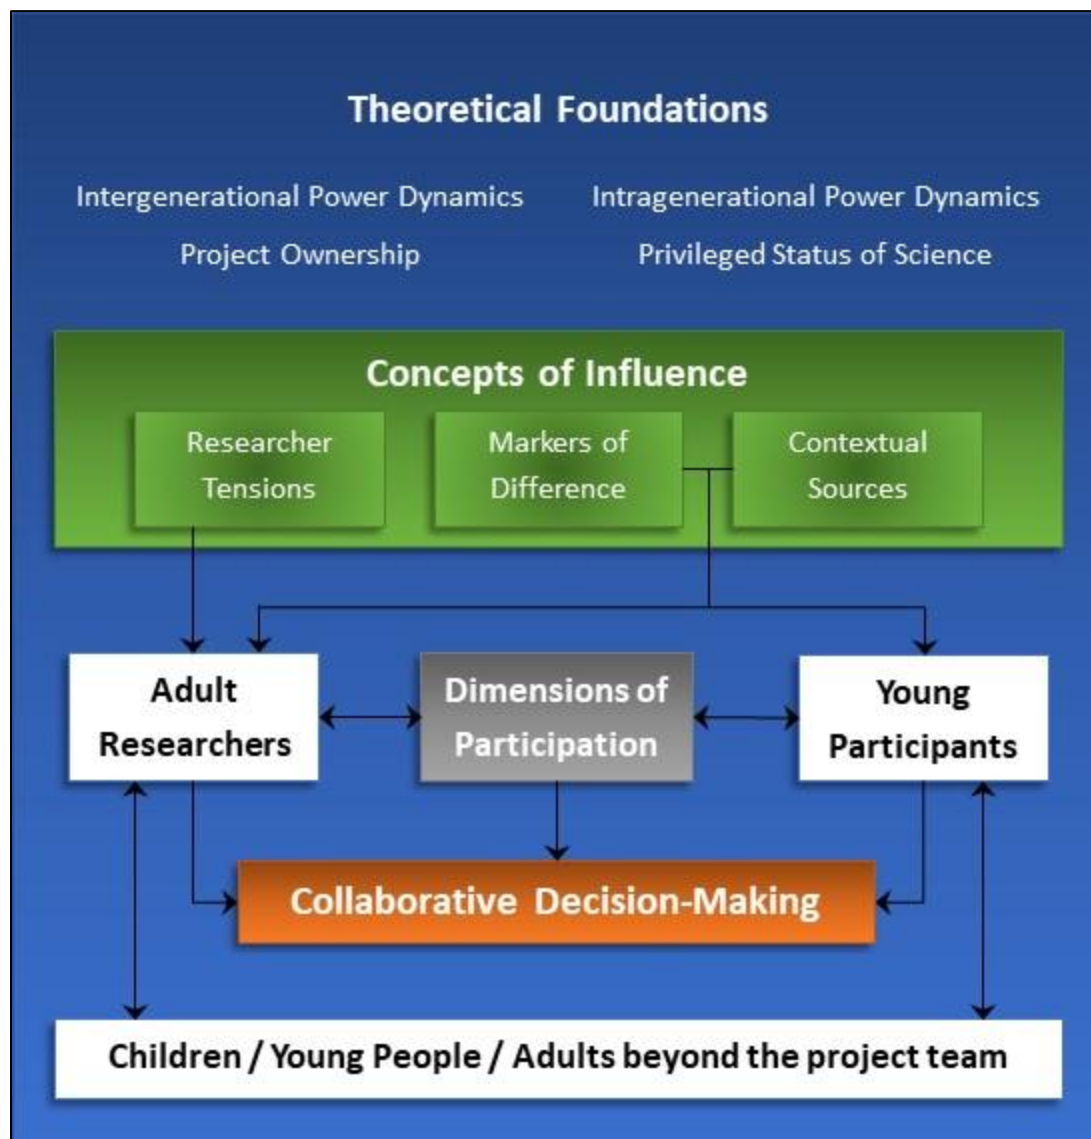 Theoretical Foundations
Intergenerational Power Dynamics
Intragenerational Power Dynamics
Project Ownership
Privileged Status of Science
Concepts of Influence
Researcher
Tensions
Markers of
Difference
Contextual
Sources
Adult
Researchers
Dimensions of
Participation
Young
Participants
Collaborative Decision-Making
Children / Young People / Adults beyond the project team